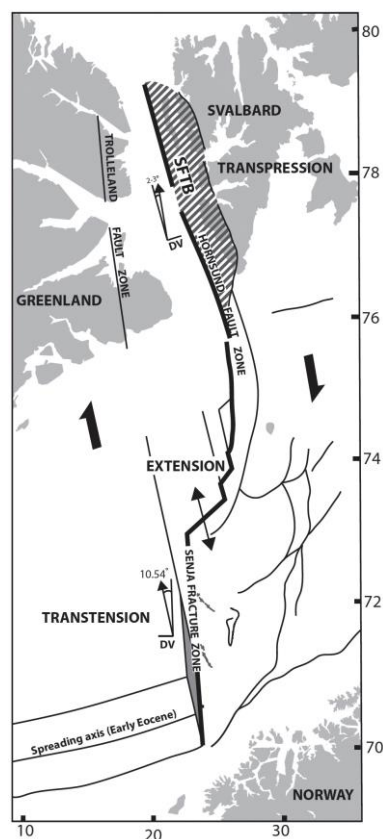 80
SVALBARD
TROLLELAND
SFTB
TRANSPRESSION
78
2-3°
DV
FAULT ZONE
HORNSUND
GREENLAND
FAULT
76
ZONE
74
EXTENSION
10.54°
SENJA FRACTURE ZONE
72
TRANSTENSION
DV
Spreading axis (Early Eocene)
70
NORWAY
10
20
30